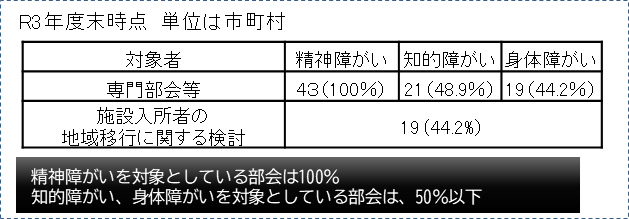 R3年度末時点 単位は市町村
対象者 精神障がい 知的障がい 身体障がい
専門部会等 43(100%) 21(48.9%) 19(44.2%)
施設入所者の
地域移行に関する検討 19(44.2%)
精神障がいを対象としている部会は100%
知的障がい、身体障がいを対象としている部会は、50%以下